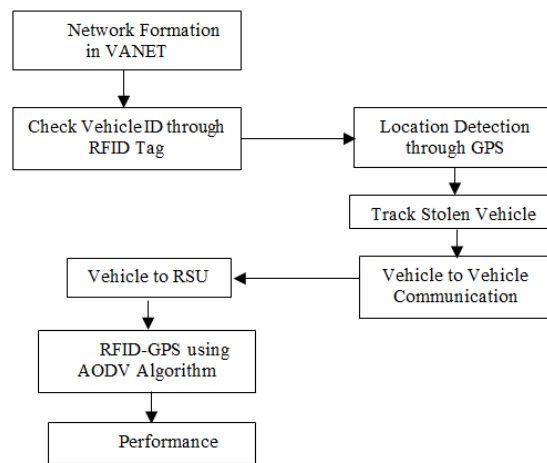 Network Formation
in VANET
Check Vehicle ID through
RFID Tag
Location Detection
through GPS
Track Stolen Vehicle
Vehicle to Vehicle
Communication
Vehicle to RSU
RFID-GPS using
AODV Algorithm
Performance